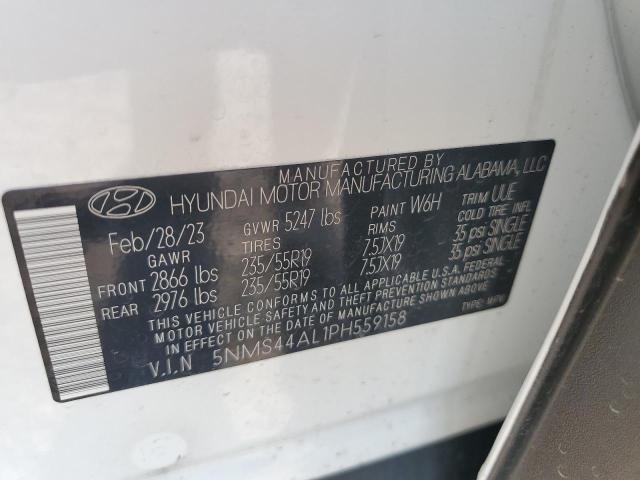 MANUFACTURED BY
HYUNDAI MOTOR MANUFACTURING ALABAMA, LLC
Feb/28/23 GVWR 5247 lbs PAINT W6H TRIM UUE
GAWR TIRES RIMS COLD TIRE INFL.
FRONT 2866 lbs 235/55R19 7.5JX19 35 psi SINGLE
REAR 2976 lbs 235/55R19 7.5JX19 35 psi SINGLE
THIS VEHICLE CONFORMS TO ALL APPLICABLE U.S.A. FEDERAL
MOTOR VEHICLE SAFETY AND THEFT PREVENTION STANDARDS
IN EFFECT ON THE DATE OF MANUFACTURE SHOWN ABOVE.
V.I.N 5NMS44AL1PH559158 TYPE: MPV